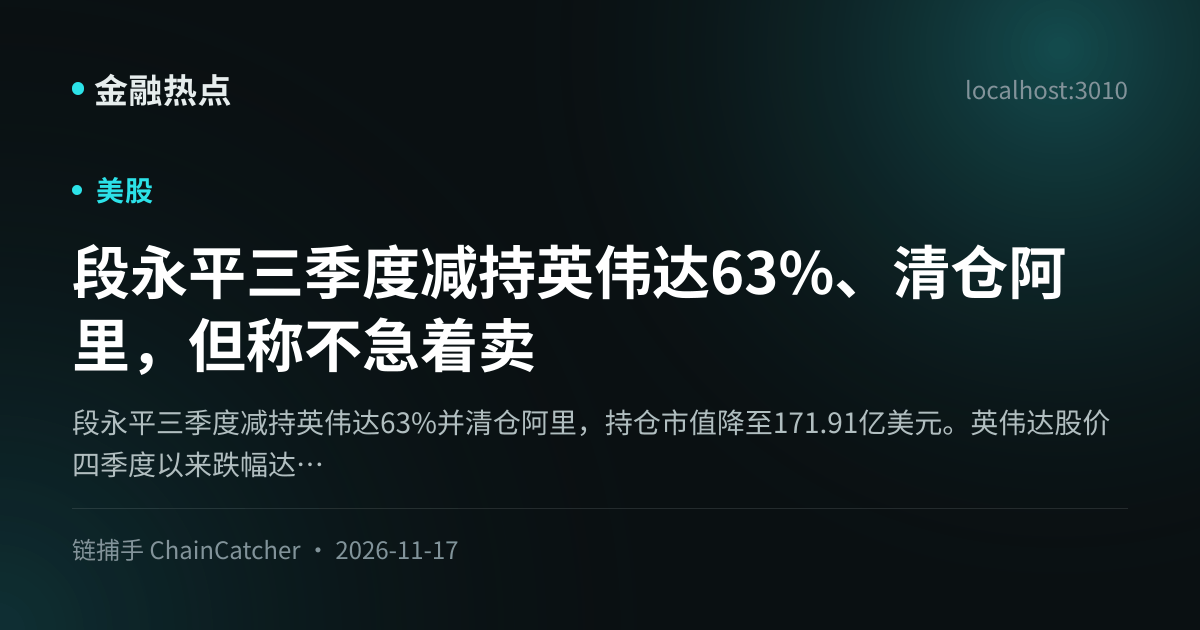 金融热点
localhost:3010
美股
段永平三季度减持英伟达63%、清仓阿
里，但称不急着卖
段永平三季度减持英伟达63%并清仓阿里，持仓市值降至171.91亿美元。英伟达股价
四季度以来跌幅达…
链捕手 ChainCatcher · 2026-11-17